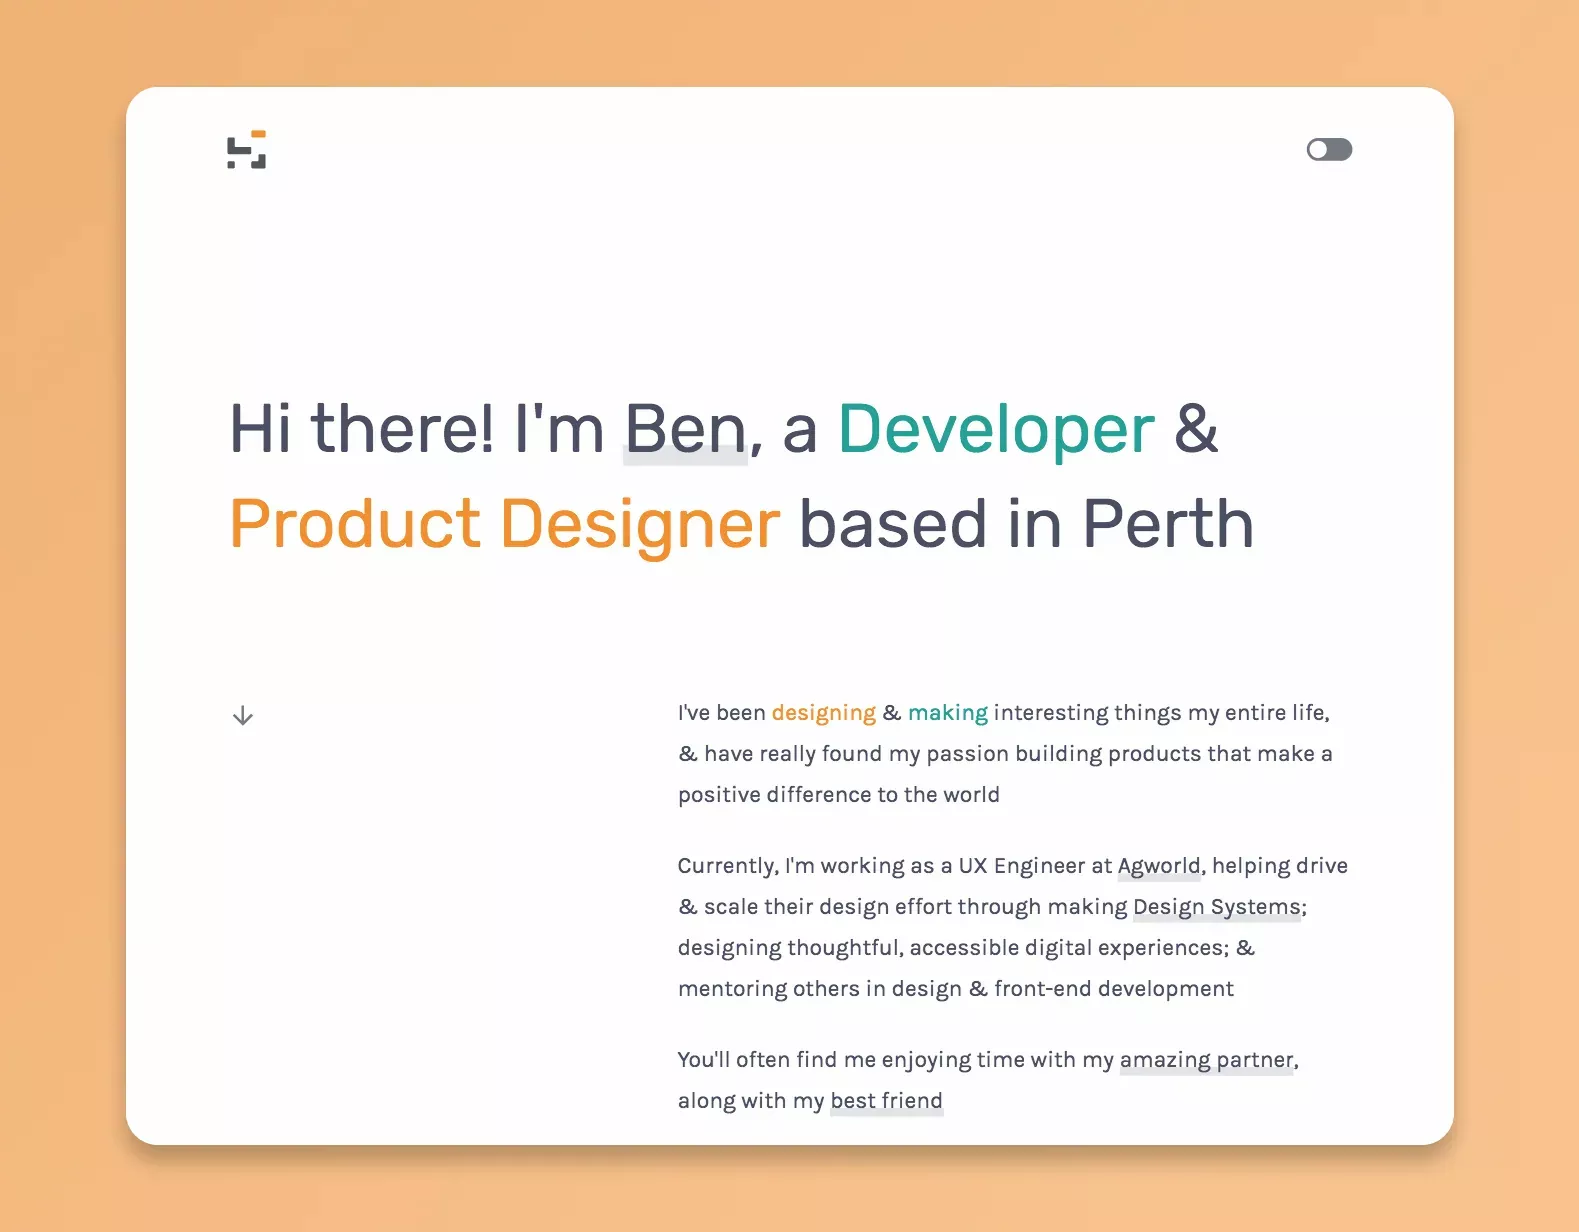 Hi there! I'm Ben, a Developer &
Product Designer based in Perth
I've been designing & making interesting things my entire life,
& have really found my passion building products that make a
positive difference to the world
Currently, I'm working as a UX Engineer at Agworld, helping drive
& scale their design effort through making Design Systems;
designing thoughtful, accessible digital experiences; &
mentoring others in design & front-end development
You'll often find me enjoying time with my amazing partner,
along with my best friend